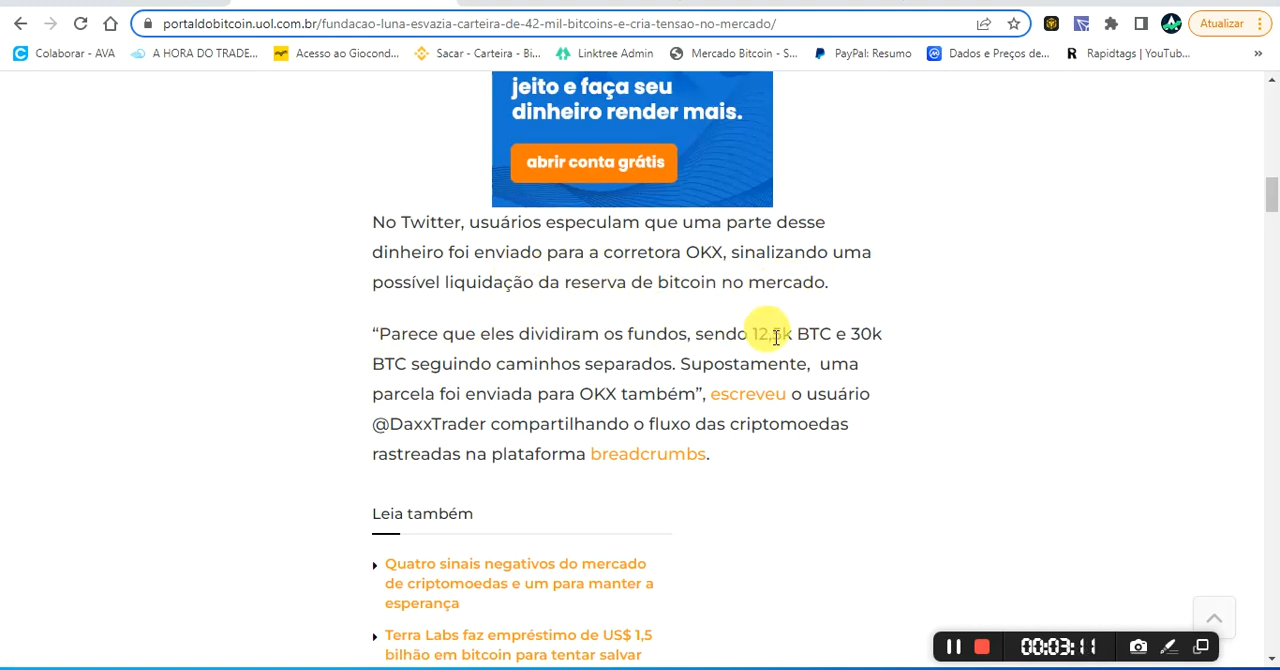 portaldobitcoin.uol.com.br/fundacao-luna-esvazia-carteira-de-42-mil-bitcoins-e-cria-tensao-no-mercado/
Atualizar
Colaborar - AVA A HORA DO TRADE... Acesso ao Giocond... Sacar - Carteira - Bi... Linktree Admin Mercado Bitcoin - S... PayPal: Resumo Dados e Preços de... R Rapidtags | YouTub... »
jeito e faça seu
dinheiro render mais.
abrir conta grátis
No Twitter, usuários especulam que uma parte desse
dinheiro foi enviado para a corretora OKX, sinalizando uma
possível liquidação da reserva de bitcoin no mercado.
“Parece que eles dividiram os fundos, sendo 12,5k BTC e 30k
BTC seguindo caminhos separados. Supostamente, uma
parcela foi enviada para OKX também”, escreveu o usuário
@DaxxTrader compartilhando o fluxo das criptomoedas
rastreadas na plataforma breadcrumbs.
Leia também
Quatro sinais negativos do mercado
de criptomoedas e um para manter a
esperança
Terra Labs faz empréstimo de US$ 1,5
bilhão em bitcoin para tentar salvar
00:03:11